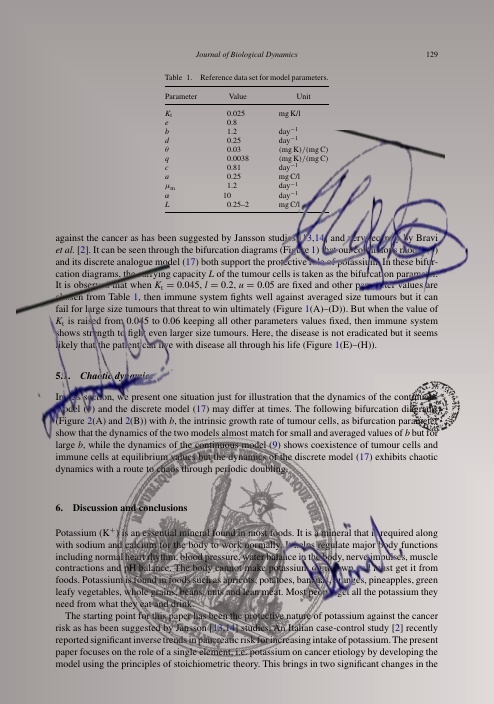 Journal of Biological Dynamics 129
Table 1. Reference data set for model parameters.
Parameter Value Unit
Kt 0.025 mg K/l
e 0.8
b 1.2 day−1
d 0.25 day−1
θ 0.03 (mg K)/(mg C)
q 0.0038 (mg K)/(mg C)
c 0.81 day−1
a 0.25 mg C/l
μm 1.2 day−1
α 10 day−1
L 0.25–2 mg C/l
against the cancer as has been suggested by Jansson studies [13,14] and by Bravi
et al. [2]. It can be seen through the bifurcation diagrams (Figure 1) that our
and its discrete analogue model (17) both support the protective role of potassium. In these bifur-
cation diagrams, the carrying capacity L of the tumour cells is taken as the bifurcation parameter.
It is observed that when Kt = 0.045, l = 0.2, u = 0.05 are fixed and other parameter values are
chosen from Table 1, then immune system fights well against averaged size tumours but it can
fail for large size tumours that threat to win ultimately (Figure 1(A)–(D)). But when the value of
Kt is raised from 0.045 to 0.06 keeping all other parameters values fixed, then immune system
shows strength to fight even larger size tumours. Here, the disease is not eradicated but it seems
likely that the patient can live with disease all through his life (Figure 1(E)–(H)).
Chaotic dynamics
In this section, we present one situation just for illustration that the dynamics of the continuous
model (9) and the discrete model (17) may differ at times. The following bifurcation diagrams
(Figure 2(A) and 2(B)) with b, the intrinsic growth rate of tumour cells, as bifurcation parameter
show that the dynamics of the two models almost match for small and averaged values of b but for
large b, while the dynamics of the continuous model (9) shows coexistence of tumour cells and
immune cells at equilibrium values but the dynamics of the discrete model (17) exhibits chaotic
dynamics with a route to chaos through periodic doubling.
6. Discussion and conclusions
Potassium (K+) is an essential mineral found in most foods. It is a mineral that is required along
with sodium and calcium for the body to work normally. It helps regulate major body functions
including normal heart rhythm, blood pressure, water balance in the body, nerve impulses, muscle
contractions and pH balance. The body cannot make potassium on its own, must get it from
foods. Potassium is found in foods such as apricots, potatoes, bananas, oranges, pineapples, green
leafy vegetables, whole grains, beans, nuts and lean meat. Most people get all the potassium they
need from what they eat and drink.
The starting point for this paper has been the protective nature of potassium against the cancer
risk as has been suggested by Jansson [13,14] studies. An Italian case-control study [2] recently
reported significant inverse trends in pancreatic risk for increasing intake of potassium. The present
paper focuses on the role of a single element, i.e. potassium on cancer etiology by developing the
model using the principles of stoichiometric theory. This brings in two significant changes in the